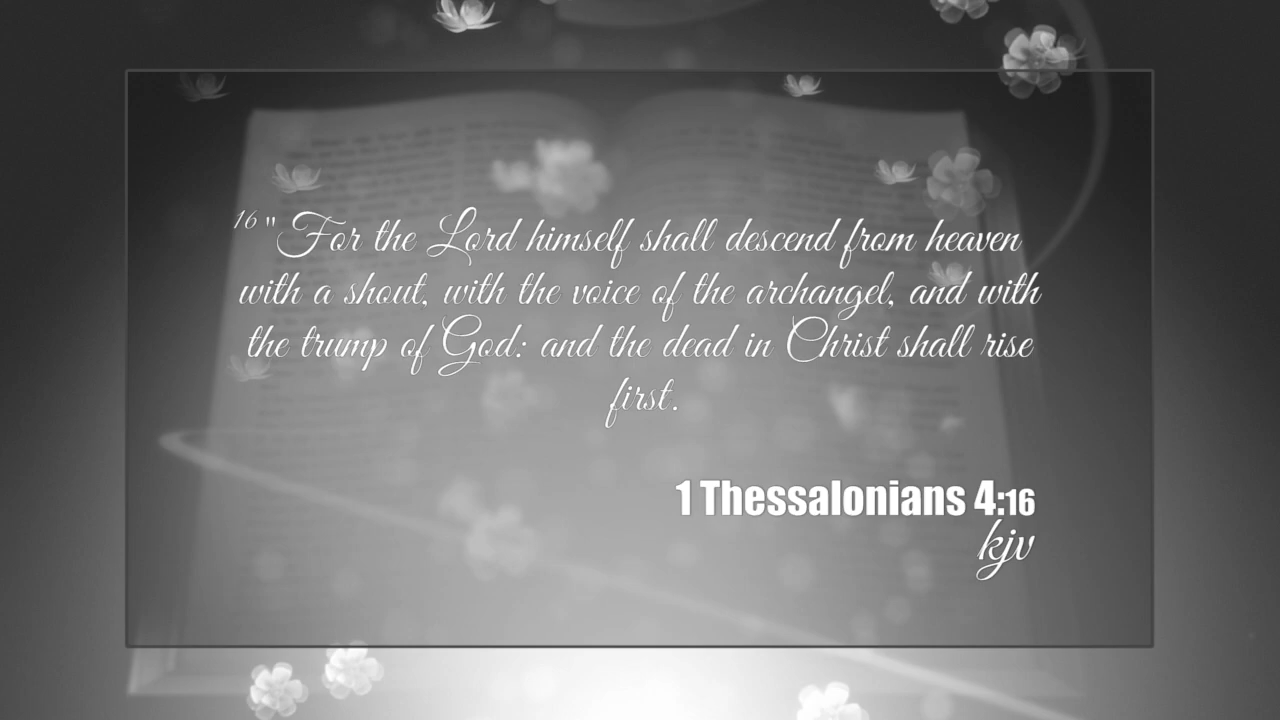 16 "For the Lord himself shall descend from heaven
with a shout, with the voice of the archangel, and with
the trump of God: and the dead in Christ shall rise
first.
1 Thessalonians 4:16
kjv